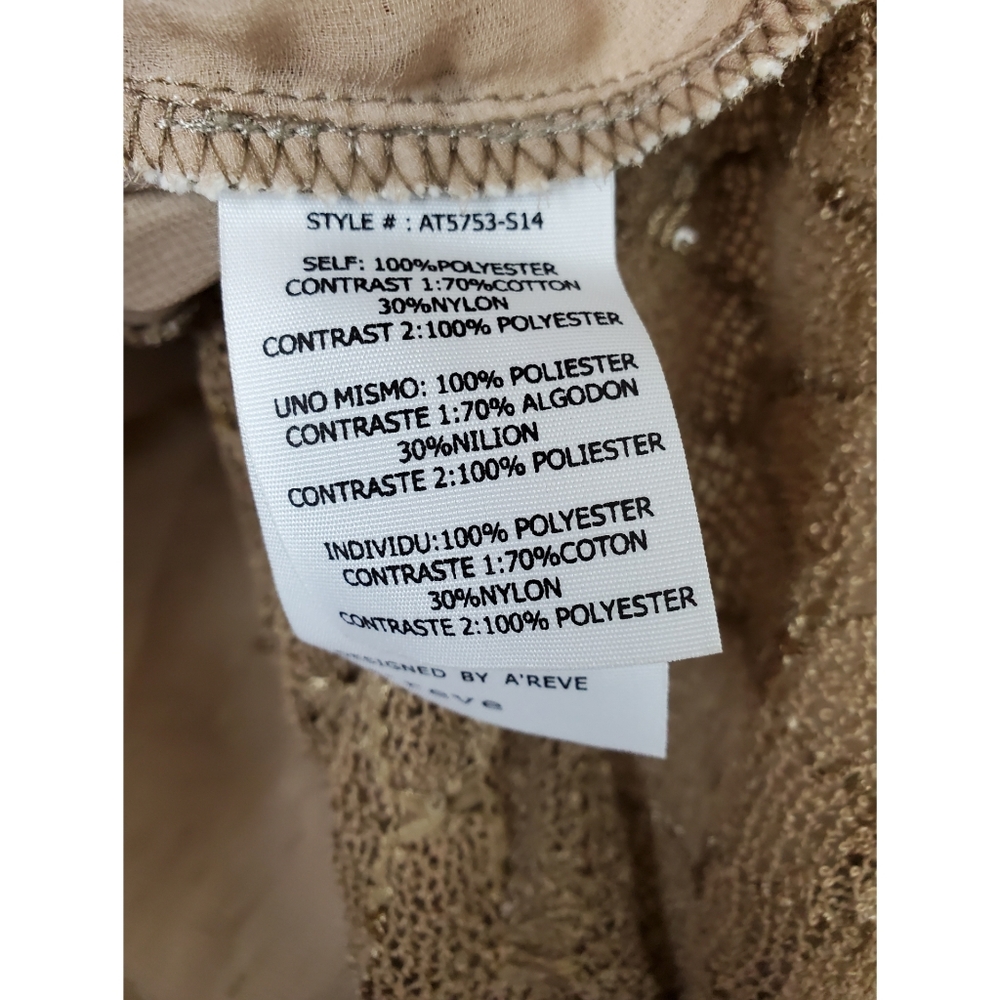 STYLE # : AT5753-S14
SELF: 100%POLYESTER
CONTRAST 1:70%COTTON
30%NYLON
CONTRAST 2:100% POLYESTER
UNO MISMO: 100% POLIESTER
CONTRASTE 1:70% ALGODON
30%NILION
CONTRASTE 2:100% POLIESTER
INDIVIDU:100% POLYESTER
CONTRASTE 1:70%COTON
30%NYLON
CONTRASTE 2:100% POLYESTER
DESIGNED BY A'REVE
reve